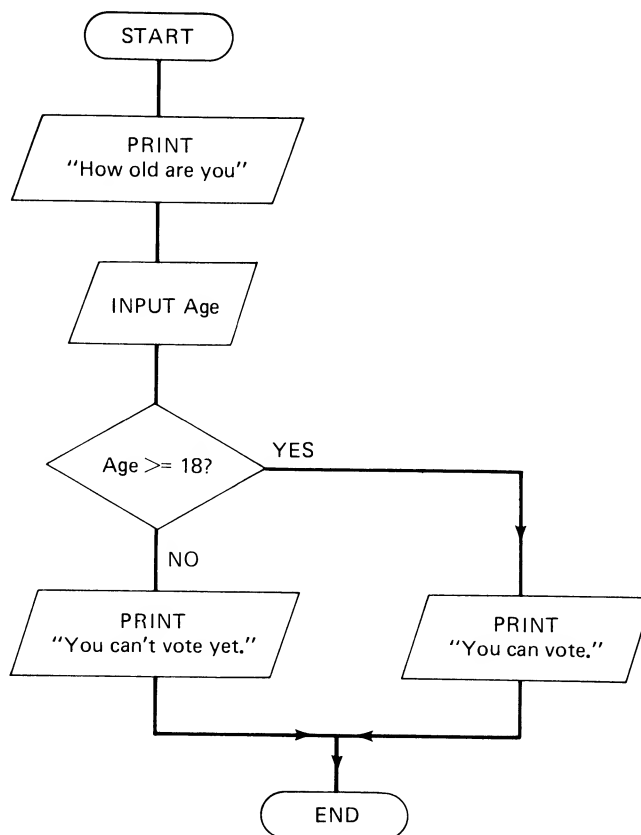 START
PRINT
“How old are you”
INPUT Age
Age >= 18?
YES
NO
PRINT
“You can't vote yet.”
PRINT
“You can vote.”
END